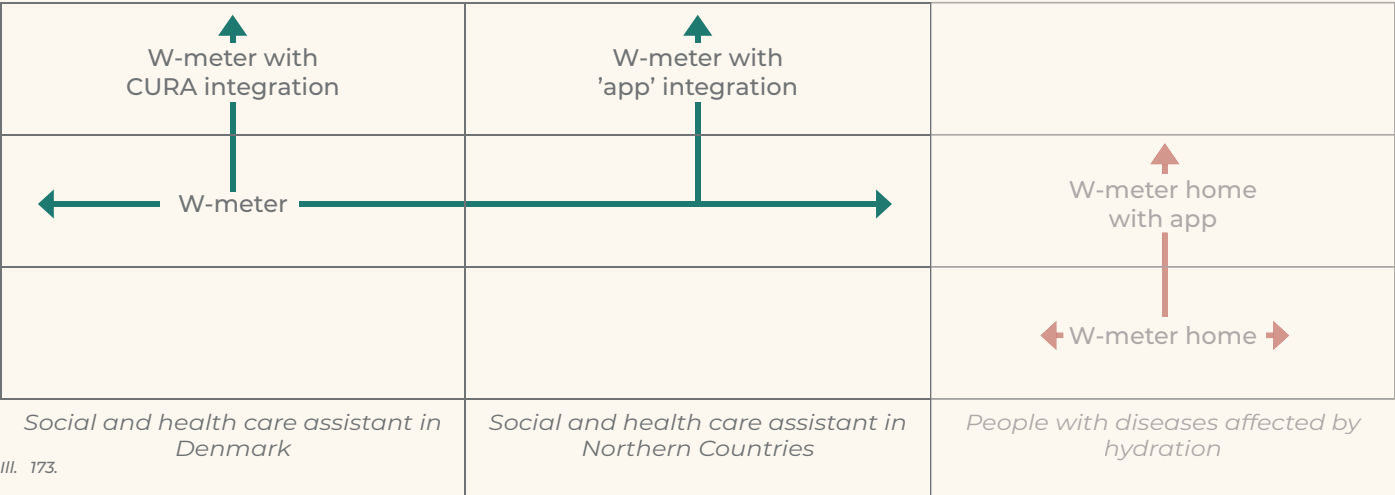 W-meter with
CURA integration
W-meter with
’app’ integration
W-meter
W-meter home
with app
W-meter home
Social and health care assistant in
Denmark
Social and health care assistant in
Northern Countries
People with diseases affected by
hydration
Ill. 173.